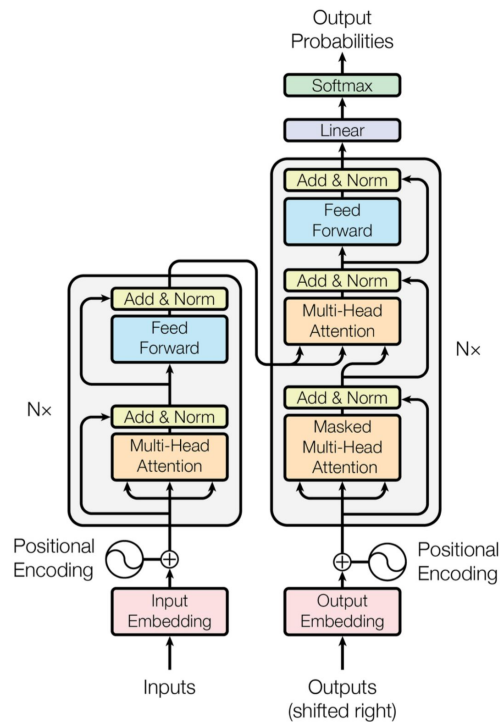 Output
Probabilities
Softmax
Linear
Add & Norm
Feed
Forward
Add & Norm
Multi-Head
Attention
Add & Norm
Masked
Multi-Head
Attention
N×
Add & Norm
Feed
Forward
Add & Norm
Multi-Head
Attention
N×
Positional
Encoding
Positional
Encoding
Input
Embedding
Output
Embedding
Inputs
Outputs
(shifted right)